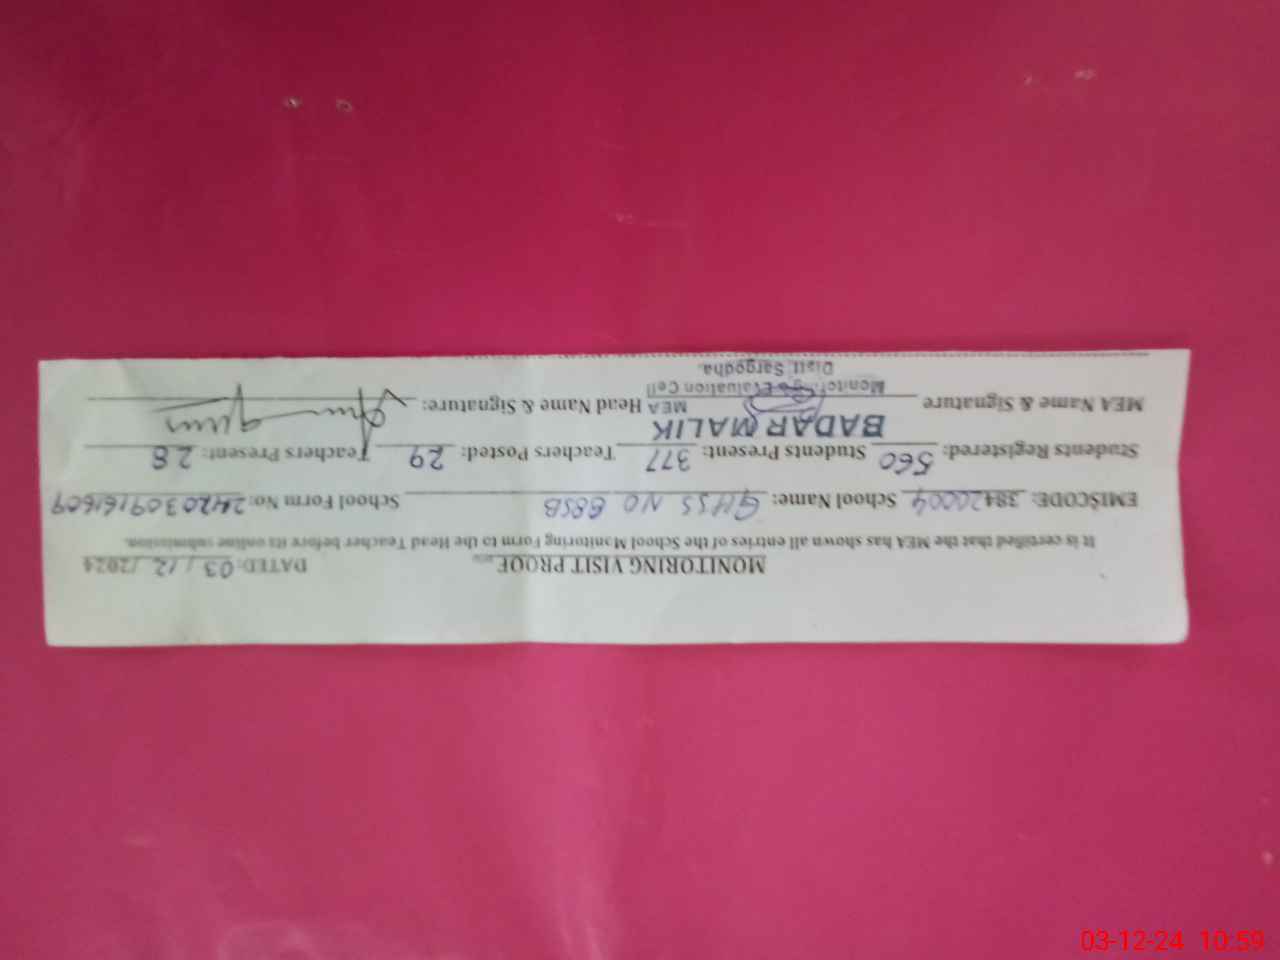 MONITORING VISIT PROOF DATED: 03 / 12 / 2024
It is certified that the MEA has shown all entries of the School Monitoring Form to the Head Teacher before its online submission.
EMISCODE: 38420004 School Name: GHSS NO 88SB School Form No: 24120309161609
Students Registered: 560 Students Present: 377 Teachers Posted: 29 Teachers Present: 28
BADAR MALIK
MEA Name & Signature MEA Head Name & Signature:
Monitoring & Evaluation Cell
Distt. Sargodha.
03-12-24 10:59